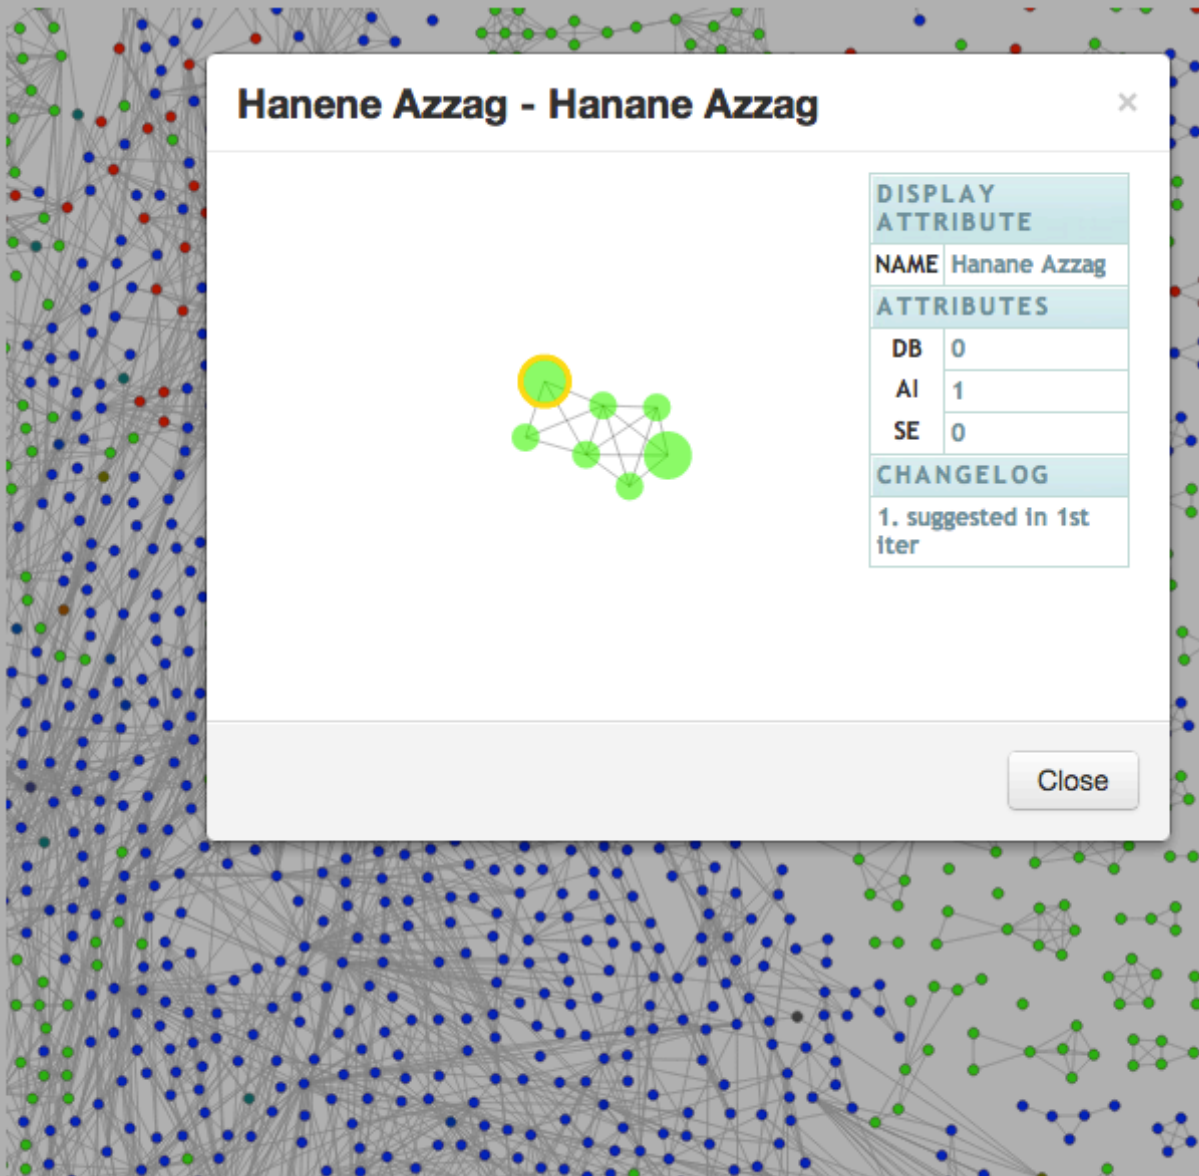 Hanene Azzag - Hanane Azzag
×
DISPLAY
ATTRIBUTE
NAME Hanane Azzag
ATTRIBUTES
DB 0
AI 1
SE 0
CHANGELOG
1. suggested in 1st
iter
Close